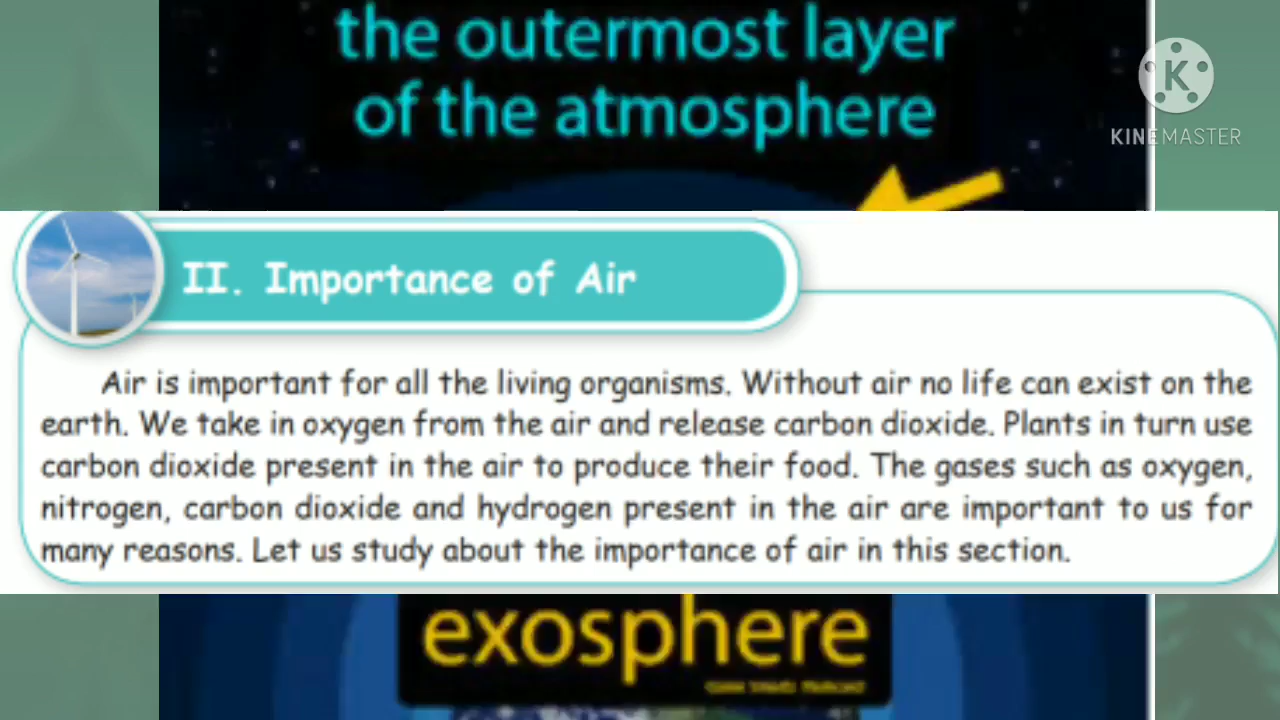 the outermost layer
of the atmosphere
K
KINEMASTER
II. Importance of Air
Air is important for all the living organisms. Without air no life can exist on the
earth. We take in oxygen from the air and release carbon dioxide. Plants in turn use
carbon dioxide present in the air to produce their food. The gases such as oxygen,
nitrogen, carbon dioxide and hydrogen present in the air are important to us for
many reasons. Let us study about the importance of air in this section.
exosphere